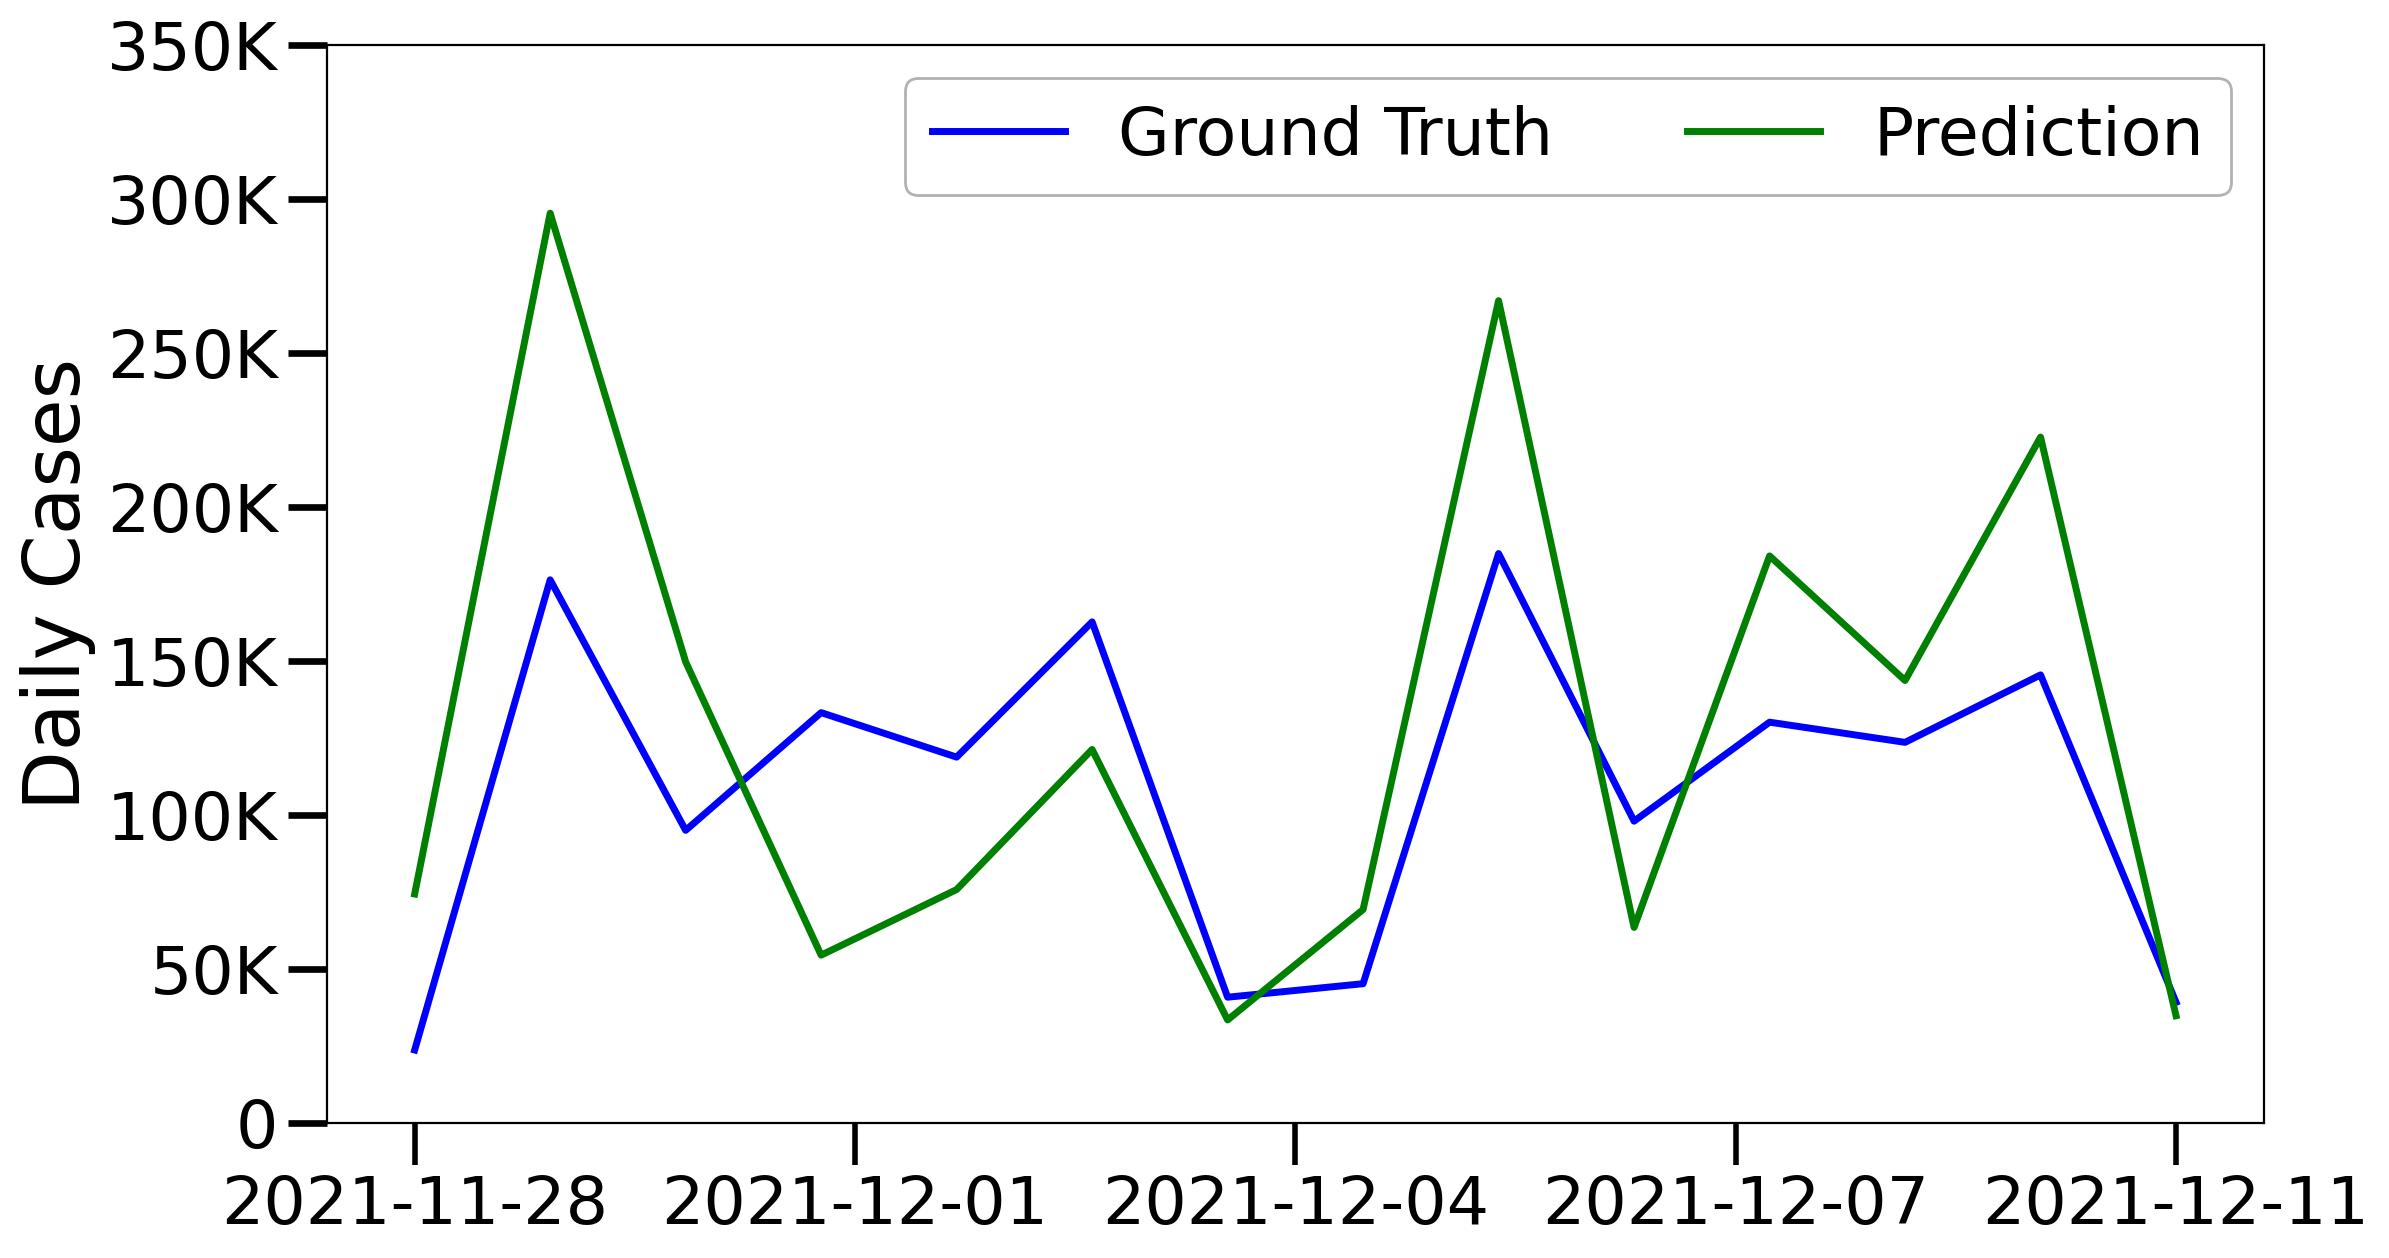 350K
300K
250K
200K
150K
100K
50K
0
Daily Cases
Ground Truth
Prediction
2021-11-28
2021-12-01
2021-12-04
2021-12-07
2021-12-11